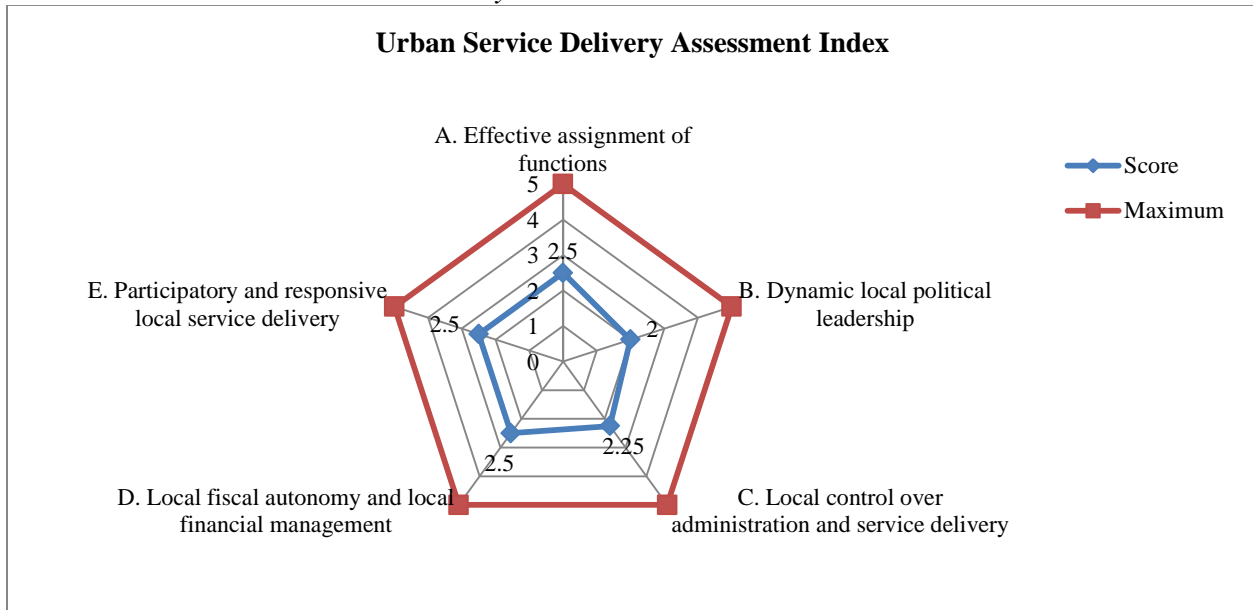 Urban Service Delivery Assessment Index
A. Effective assignment of
functions
5
4
3
2.5
2
1
0
Score
Maximum
B. Dynamic local political
leadership
2
E. Participatory and responsive
local service delivery
2.5
2.25
2.5
D. Local fiscal autonomy and local
financial management
C. Local control over
administration and service delivery